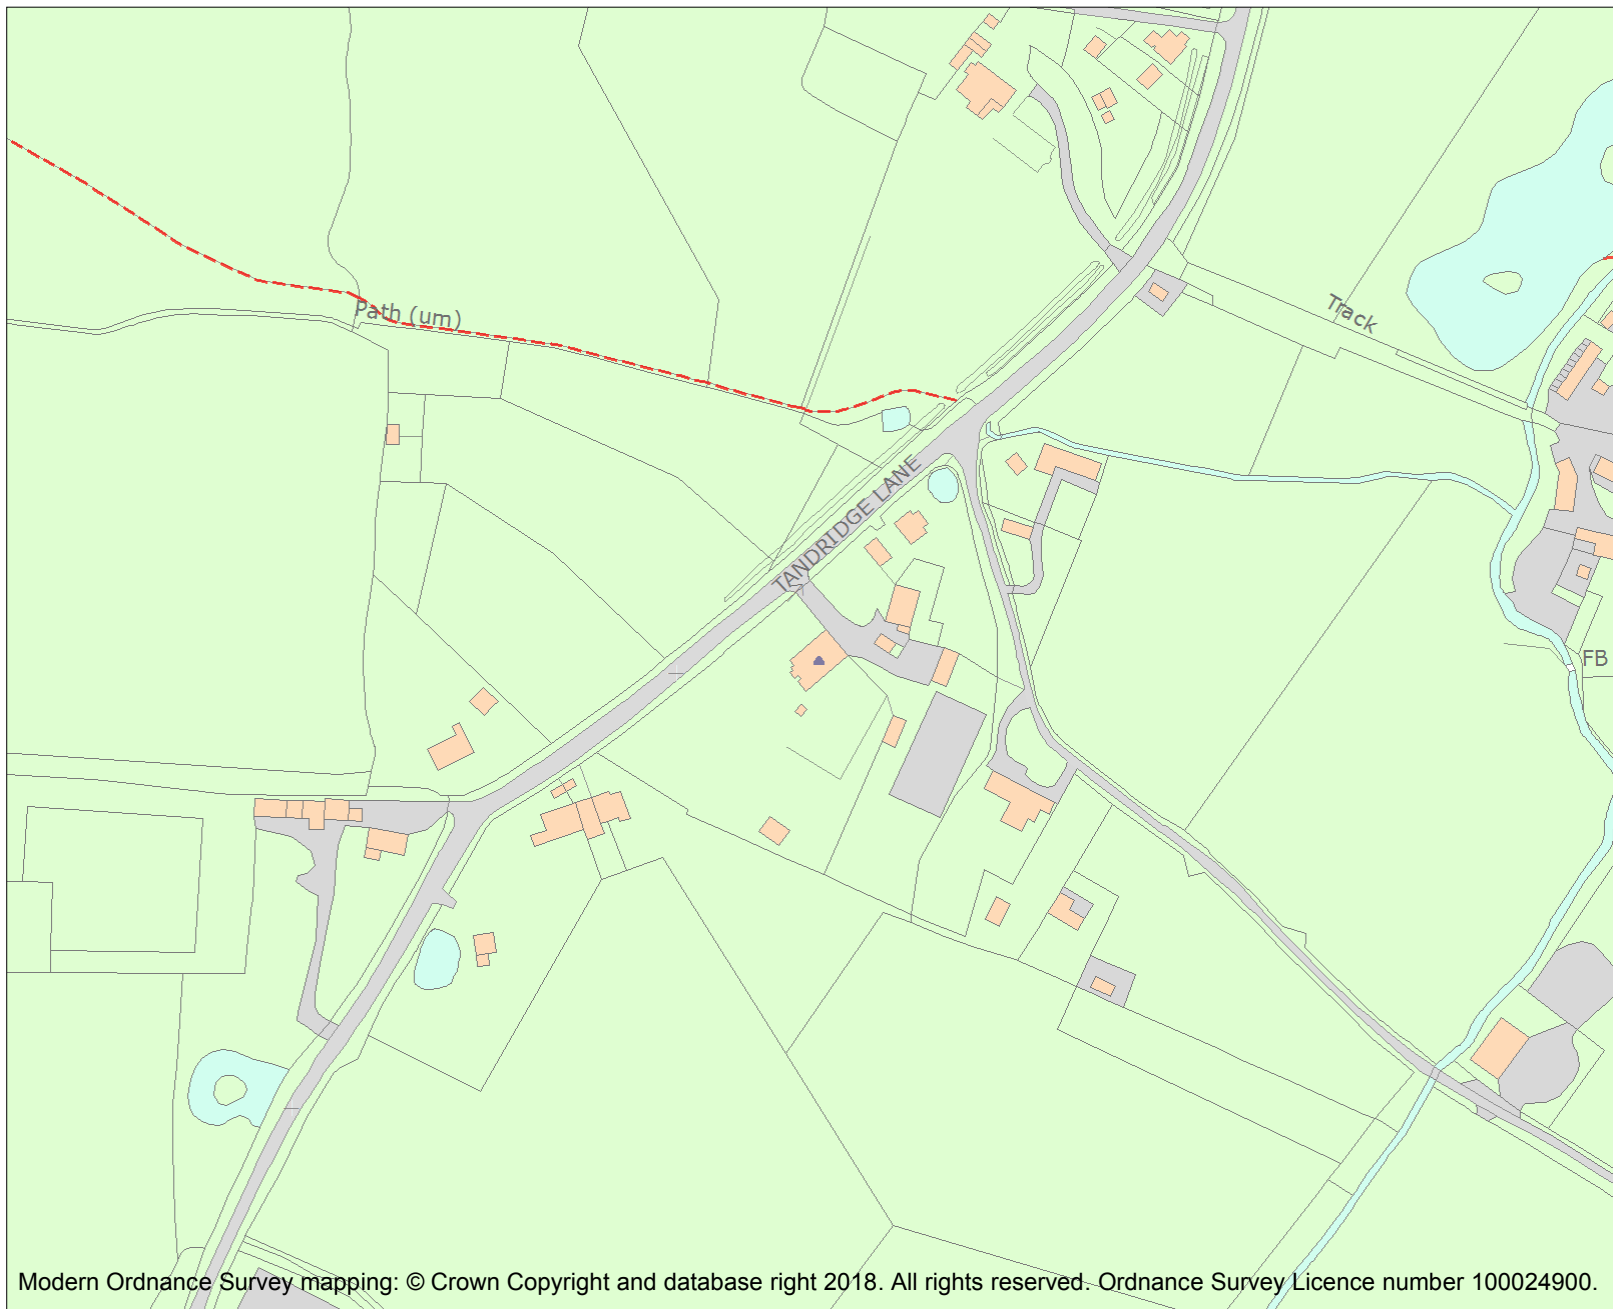 Path (um)
Track
TANDRIDGE LANE
FB
Modern Ordnance Survey mapping: © Crown Copyright and database right 2018. All rights reserved. Ordnance Survey Licence number 100024900.